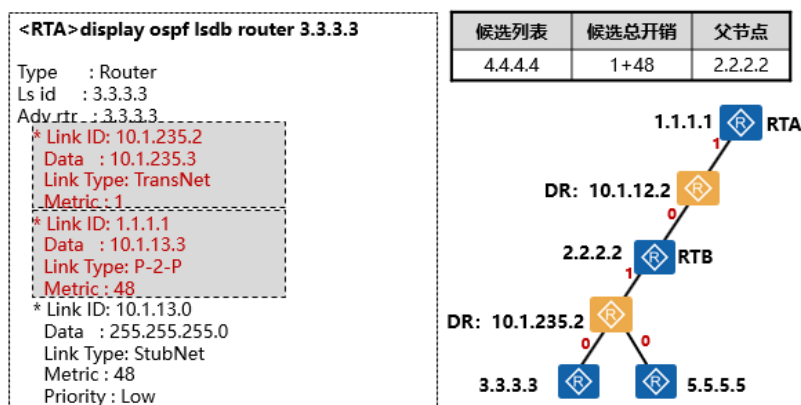 <RTA>display ospf lsdb router 3.3.3.3
Type : Router
Ls id : 3.3.3.3
Adv rtr : 3.3.3.3
* Link ID: 10.1.235.2
Data : 10.1.235.3
Link Type: TransNet
Metric : 1
* Link ID: 1.1.1.1
Data : 10.1.13.3
Link Type: P-2-P
Metric : 48
* Link ID: 10.1.13.0
Data : 255.255.255.0
Link Type: StubNet
Metric : 48
Priority : Low
候选列表 候选总开销 父节点
4.4.4.4 1+48 2.2.2.2
1.1.1.1 R RTA
1
DR: 10.1.12.2 R
0
2.2.2.2 R RTB
1
DR: 10.1.235.2 R
0 0
3.3.3.3 R R 5.5.5.5